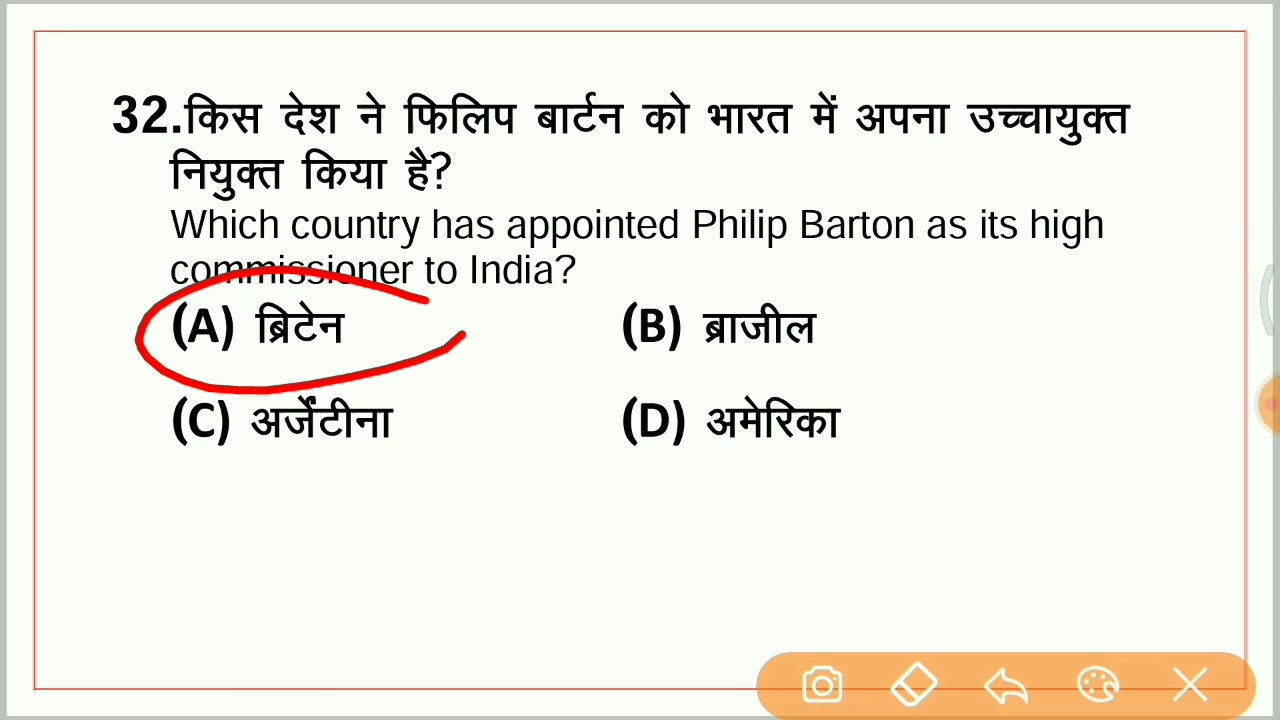 32.किस देश ने फिलिप बार्टन को भारत में अपना उच्चायुक्त
नियुक्त किया है?
Which country has appointed Philip Barton as its high
commissioner to India?
(A) ब्रिटेन (B) ब्राजील
(C) अर्जेंटीना (D) अमेरिका